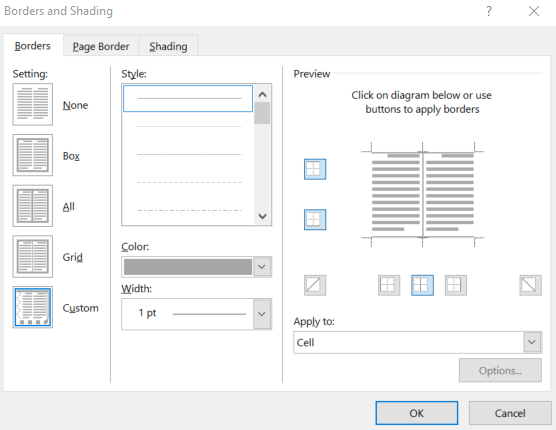 Borders and Shading
?
Borders
Page Border
Shading
Setting:
None
Box
All
Grid
Custom
Style:
Color:
Width:
1 pt
Preview
Click on diagram below or use
buttons to apply borders
Apply to:
Cell
Options...
OK
Cancel